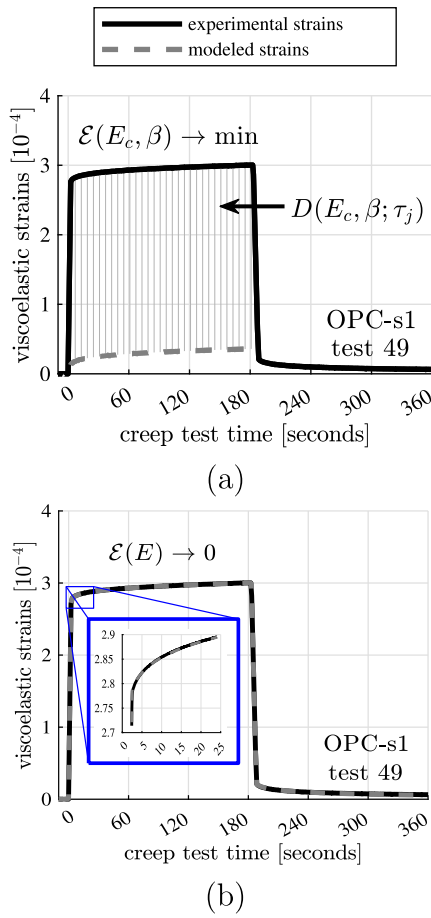 experimental strains
modeled strains
viscoelastic strains [10⁻⁴]
4
3
2
1
0
ℰ(E_c, β) → min
D(E_c, β; τ_j)
OPC-s1
test 49
0 60 120 180 240 300 360
creep test time [seconds]
(a)
viscoelastic strains [10⁻⁴]
4
3
2
1
0
ℰ(E) → 0
2.9
2.85
2.8
2.75
2.7
0 5 10 15 20 25
OPC-s1
test 49
0 60 120 180 240 300 360
creep test time [seconds]
(b)